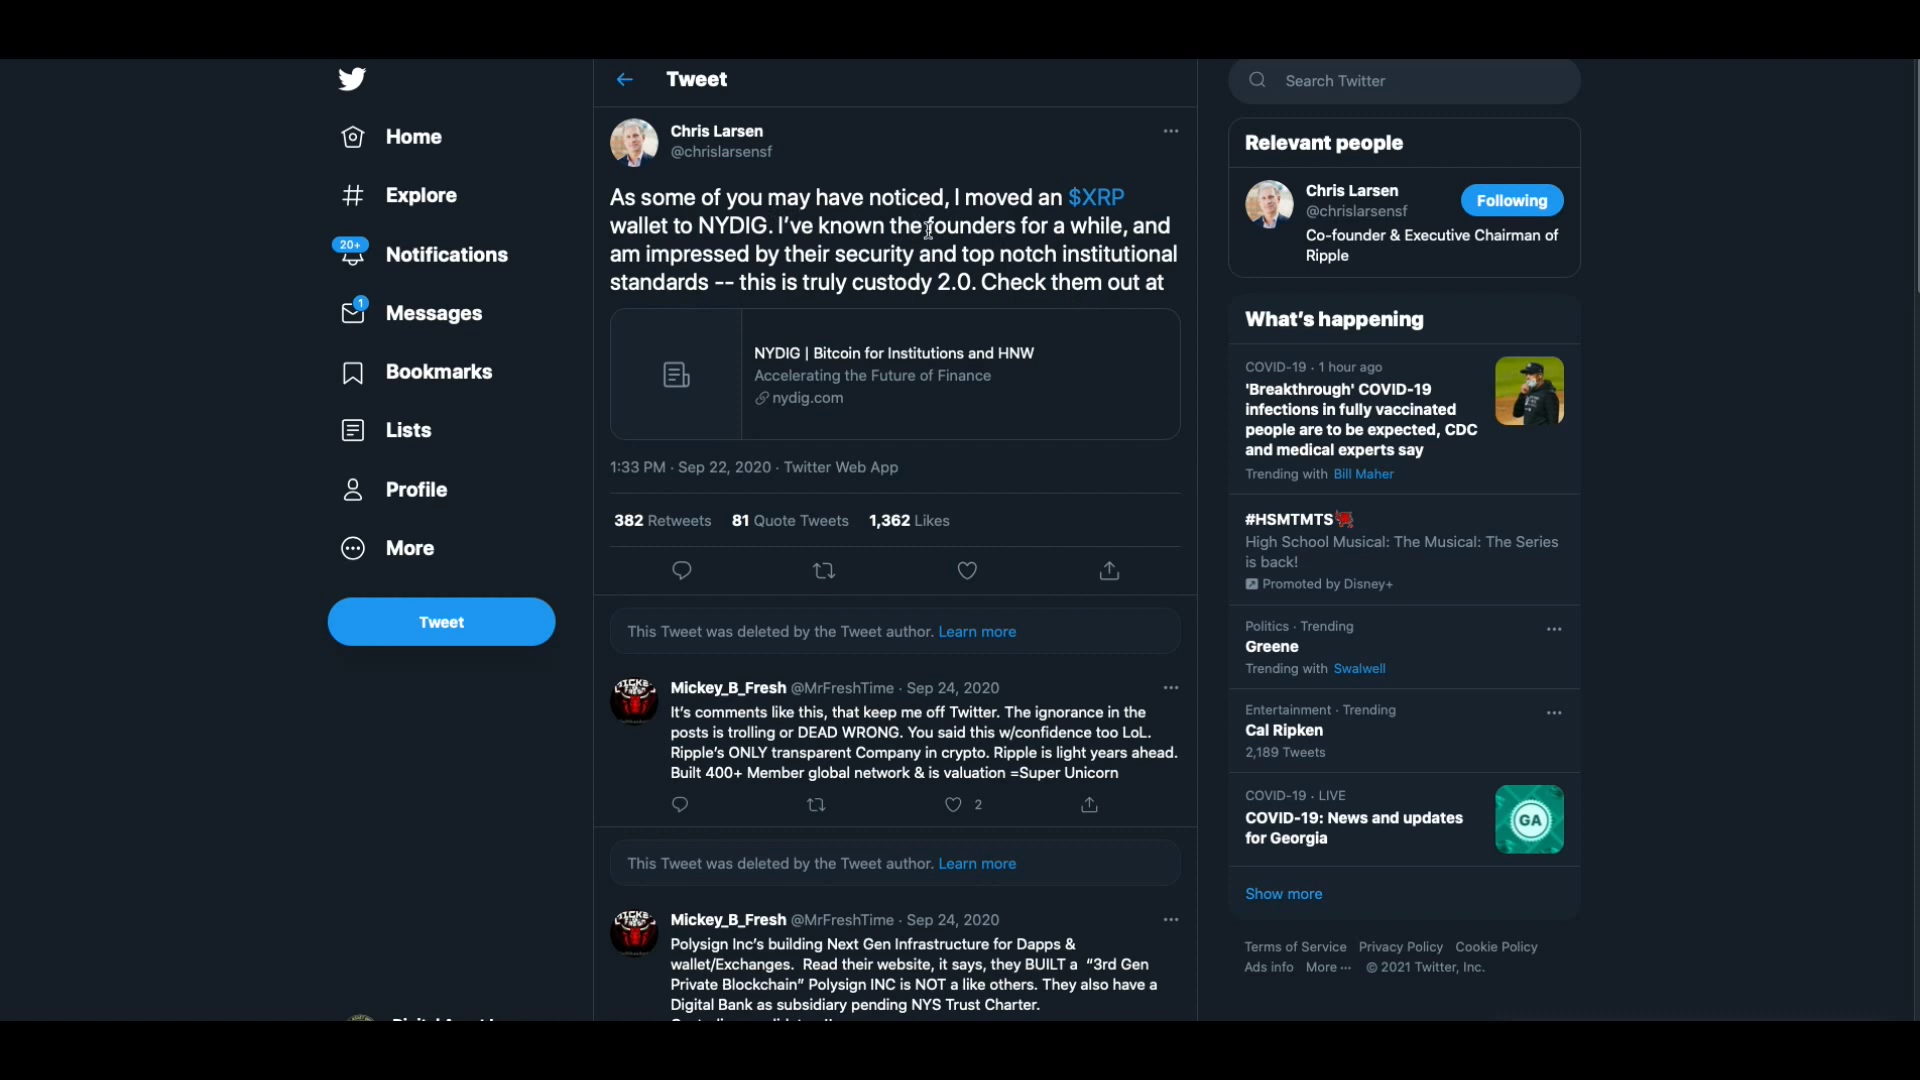 Home
Explore
20+
Notifications
1
Messages
Bookmarks
Lists
Profile
More
Tweet
Tweet
Chris Larsen
@chrislarsensf
As some of you may have noticed, I moved an $XRP
wallet to NYDIG. I've known the founders for a while, and
am impressed by their security and top notch institutional
standards -- this is truly custody 2.0. Check them out at
NYDIG | Bitcoin for Institutions and HNW
Accelerating the Future of Finance
nydig.com
1:33 PM · Sep 22, 2020 · Twitter Web App
382 Retweets 81 Quote Tweets 1,362 Likes
This Tweet was deleted by the Tweet author. Learn more
Mickey_B_Fresh @MrFreshTime · Sep 24, 2020
It's comments like this, that keep me off Twitter. The ignorance in the
posts is trolling or DEAD WRONG. You said this w/confidence too LoL.
Ripple's ONLY transparent Company in crypto. Ripple is light years ahead.
Built 400+ Member global network & is valuation =Super Unicorn
2
This Tweet was deleted by the Tweet author. Learn more
Mickey_B_Fresh @MrFreshTime · Sep 24, 2020
Polysign Inc's building Next Gen Infrastructure for Dapps &
wallet/Exchanges. Read their website, it says, they BUILT a "3rd Gen
Private Blockchain" Polysign INC is NOT a like others. They also have a
Digital Bank as subsidiary pending NYS Trust Charter.
Search Twitter
Relevant people
Chris Larsen
@chrislarsensf
Following
Co-founder & Executive Chairman of
Ripple
What's happening
COVID-19 · 1 hour ago
'Breakthrough' COVID-19
infections in fully vaccinated
people are to be expected, CDC
and medical experts say
Trending with Bill Maher
#HSMTMTS
High School Musical: The Musical: The Series
is back!
Promoted by Disney+
Politics · Trending
Greene
Trending with Swalwell
Entertainment · Trending
Cal Ripken
2,189 Tweets
COVID-19 · LIVE
COVID-19: News and updates
for Georgia
GA
Show more
Terms of Service Privacy Policy Cookie Policy
Ads info More ··· © 2021 Twitter, Inc.